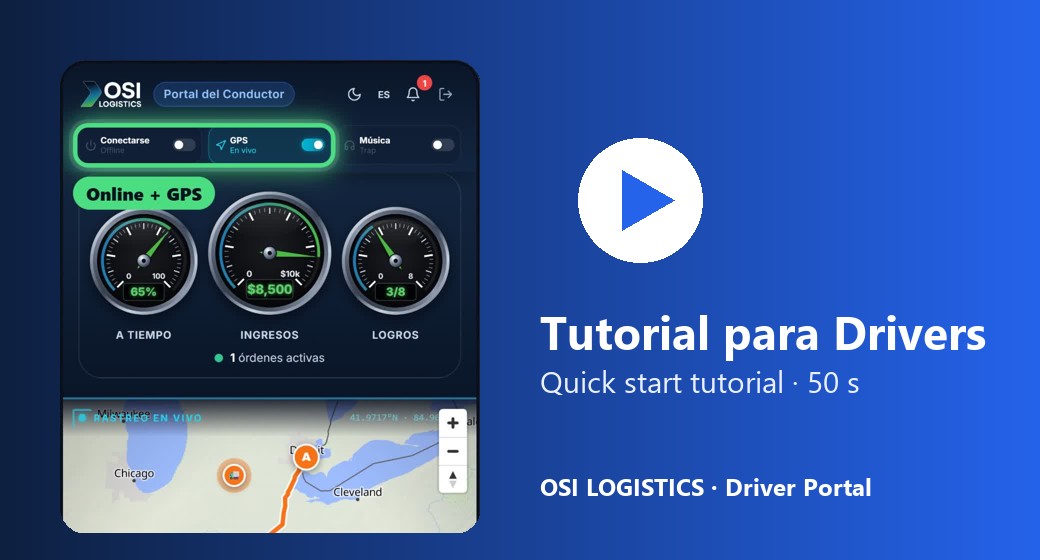 OSI
LOGISTICS
Portal del Conductor
ES
1
Conectarse
Offline
GPS
En vivo
Música
Trap
Online + GPS
0 100
65%
0 $10k
$8,500
0 8
3/8
A TIEMPO
INGRESOS
LOGROS
1 órdenes activas
Milwaukee
RASTREO EN VIVO
41.9717°N · 84.9
Chicago
A
Cleveland
Tutorial para Drivers
Quick start tutorial · 50 s
OSI LOGISTICS · Driver Portal